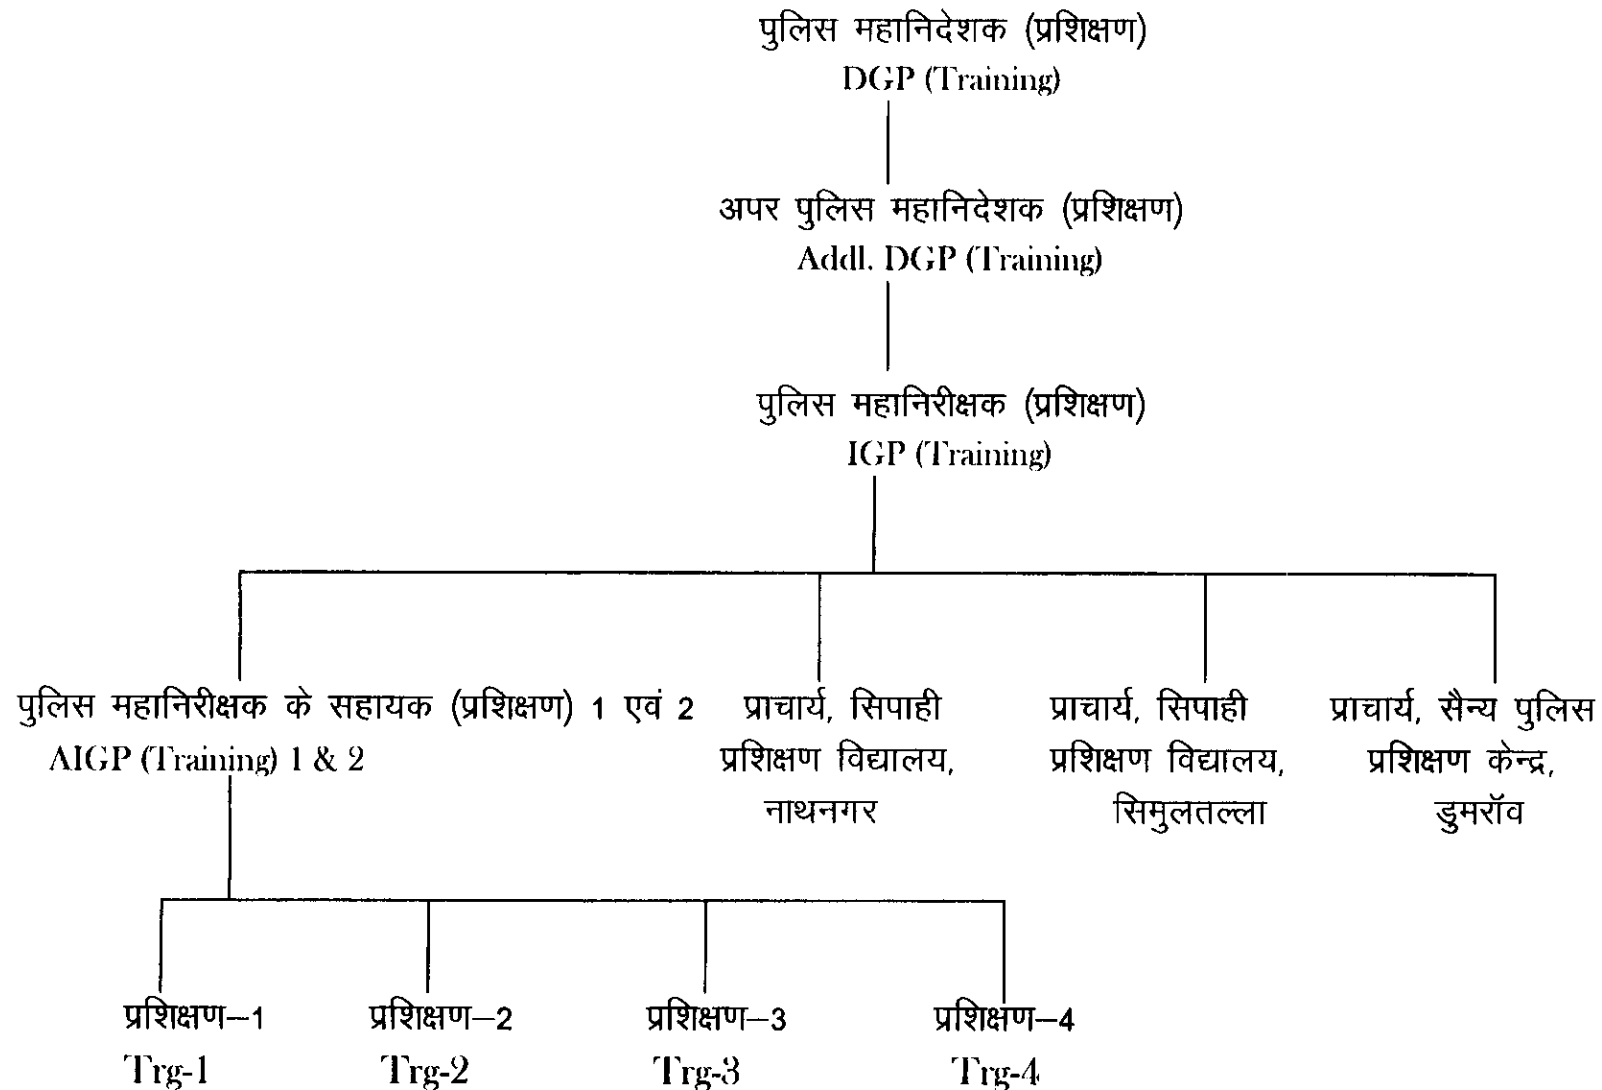 पुलिस महानिदेशक (प्रशिक्षण)
DGP (Training)
अपर पुलिस महानिदेशक (प्रशिक्षण)
Addl. DGP (Training)
पुलिस महानिरीक्षक (प्रशिक्षण)
IGP (Training)
पुलिस महानिरीक्षक के सहायक (प्रशिक्षण) 1 एवं 2
AIGP (Training) 1 & 2
प्राचार्य, सिपाही
प्रशिक्षण विद्यालय,
नाथनगर
प्राचार्य, सिपाही
प्रशिक्षण विद्यालय,
सिमुलतल्ला
प्राचार्य, सैन्य पुलिस
प्रशिक्षण केन्द्र,
डुमरॉव
प्रशिक्षण–1
Trg-1
प्रशिक्षण–2
Trg-2
प्रशिक्षण–3
Trg-3
प्रशिक्षण–4
Trg-4